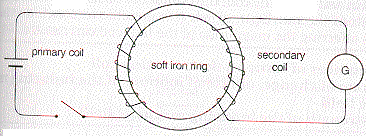 primary coil
soft iron ring
secondary
coil
G